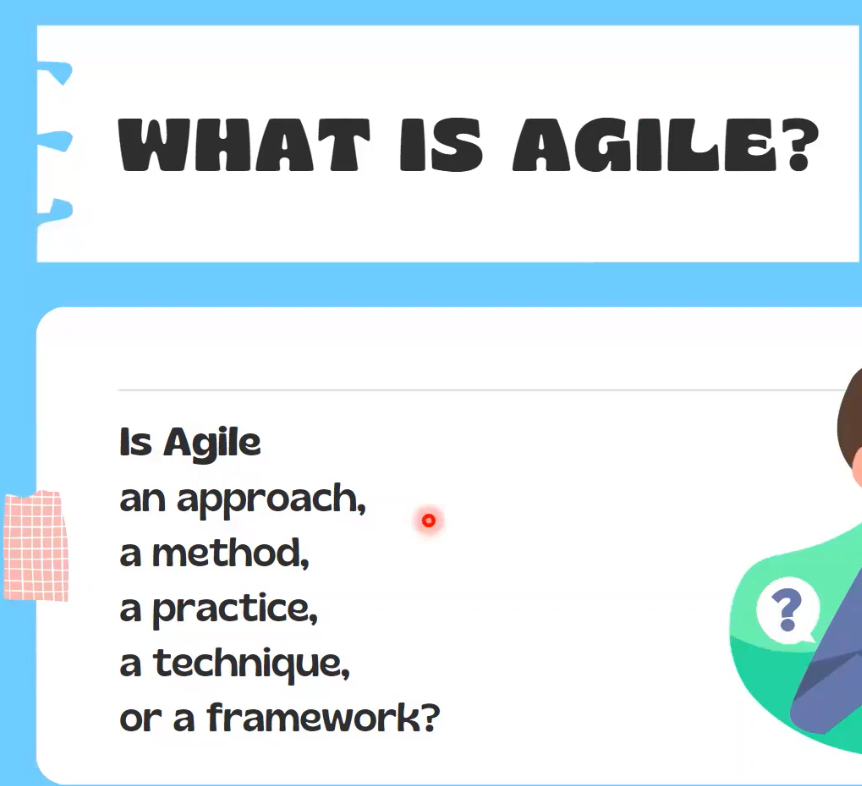 WHAT IS AGILE?
Is Agile
an approach,
a method,
a practice,
a technique,
or a framework?
?